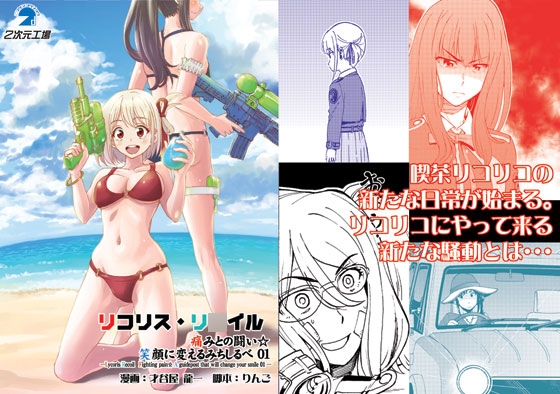 乙次元工場
リコリス・リ イル
痛みとの闘い☆
笑顔に変えるみちしるべ 01
漫画：才谷屋 龍一 脚本：りんご
お
喫茶リコリコの
新たな日常が始まる。
リコリコにやって来る
新たな騒動とは・・・